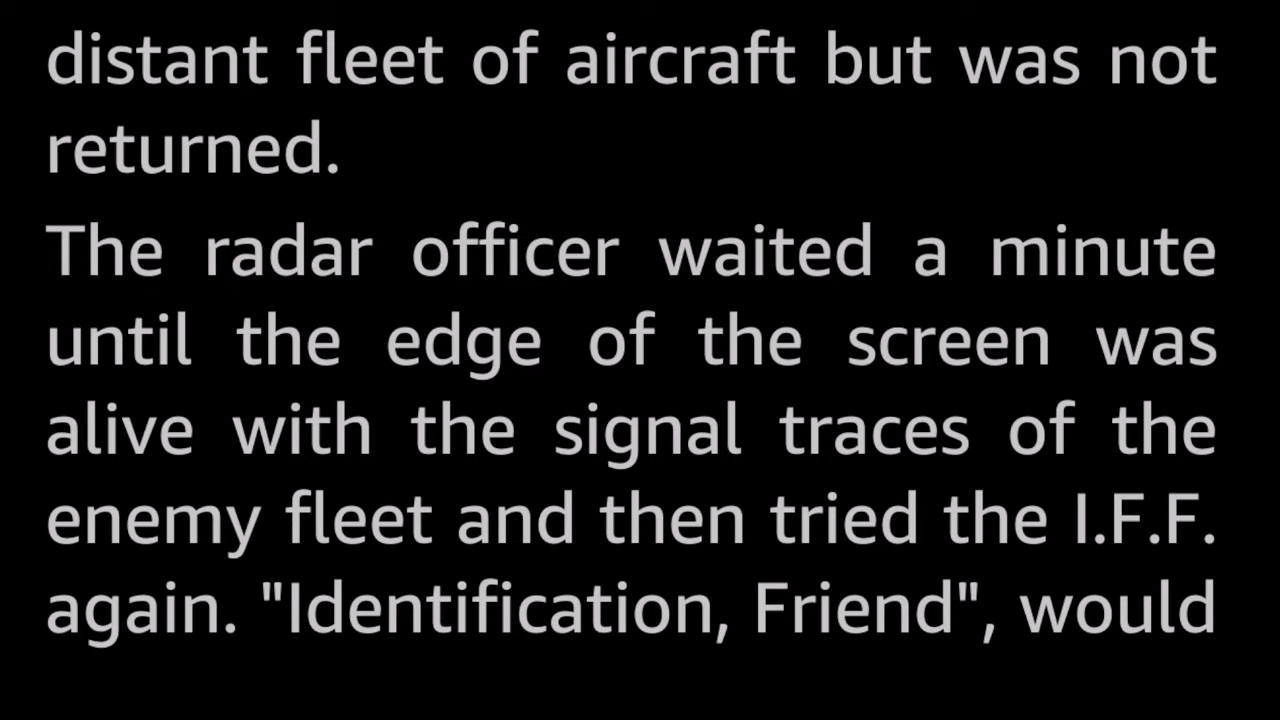 distant fleet of aircraft but was not
returned.
The radar officer waited a minute
until the edge of the screen was
alive with the signal traces of the
enemy fleet and then tried the I.F.F.
again. "Identification, Friend", would